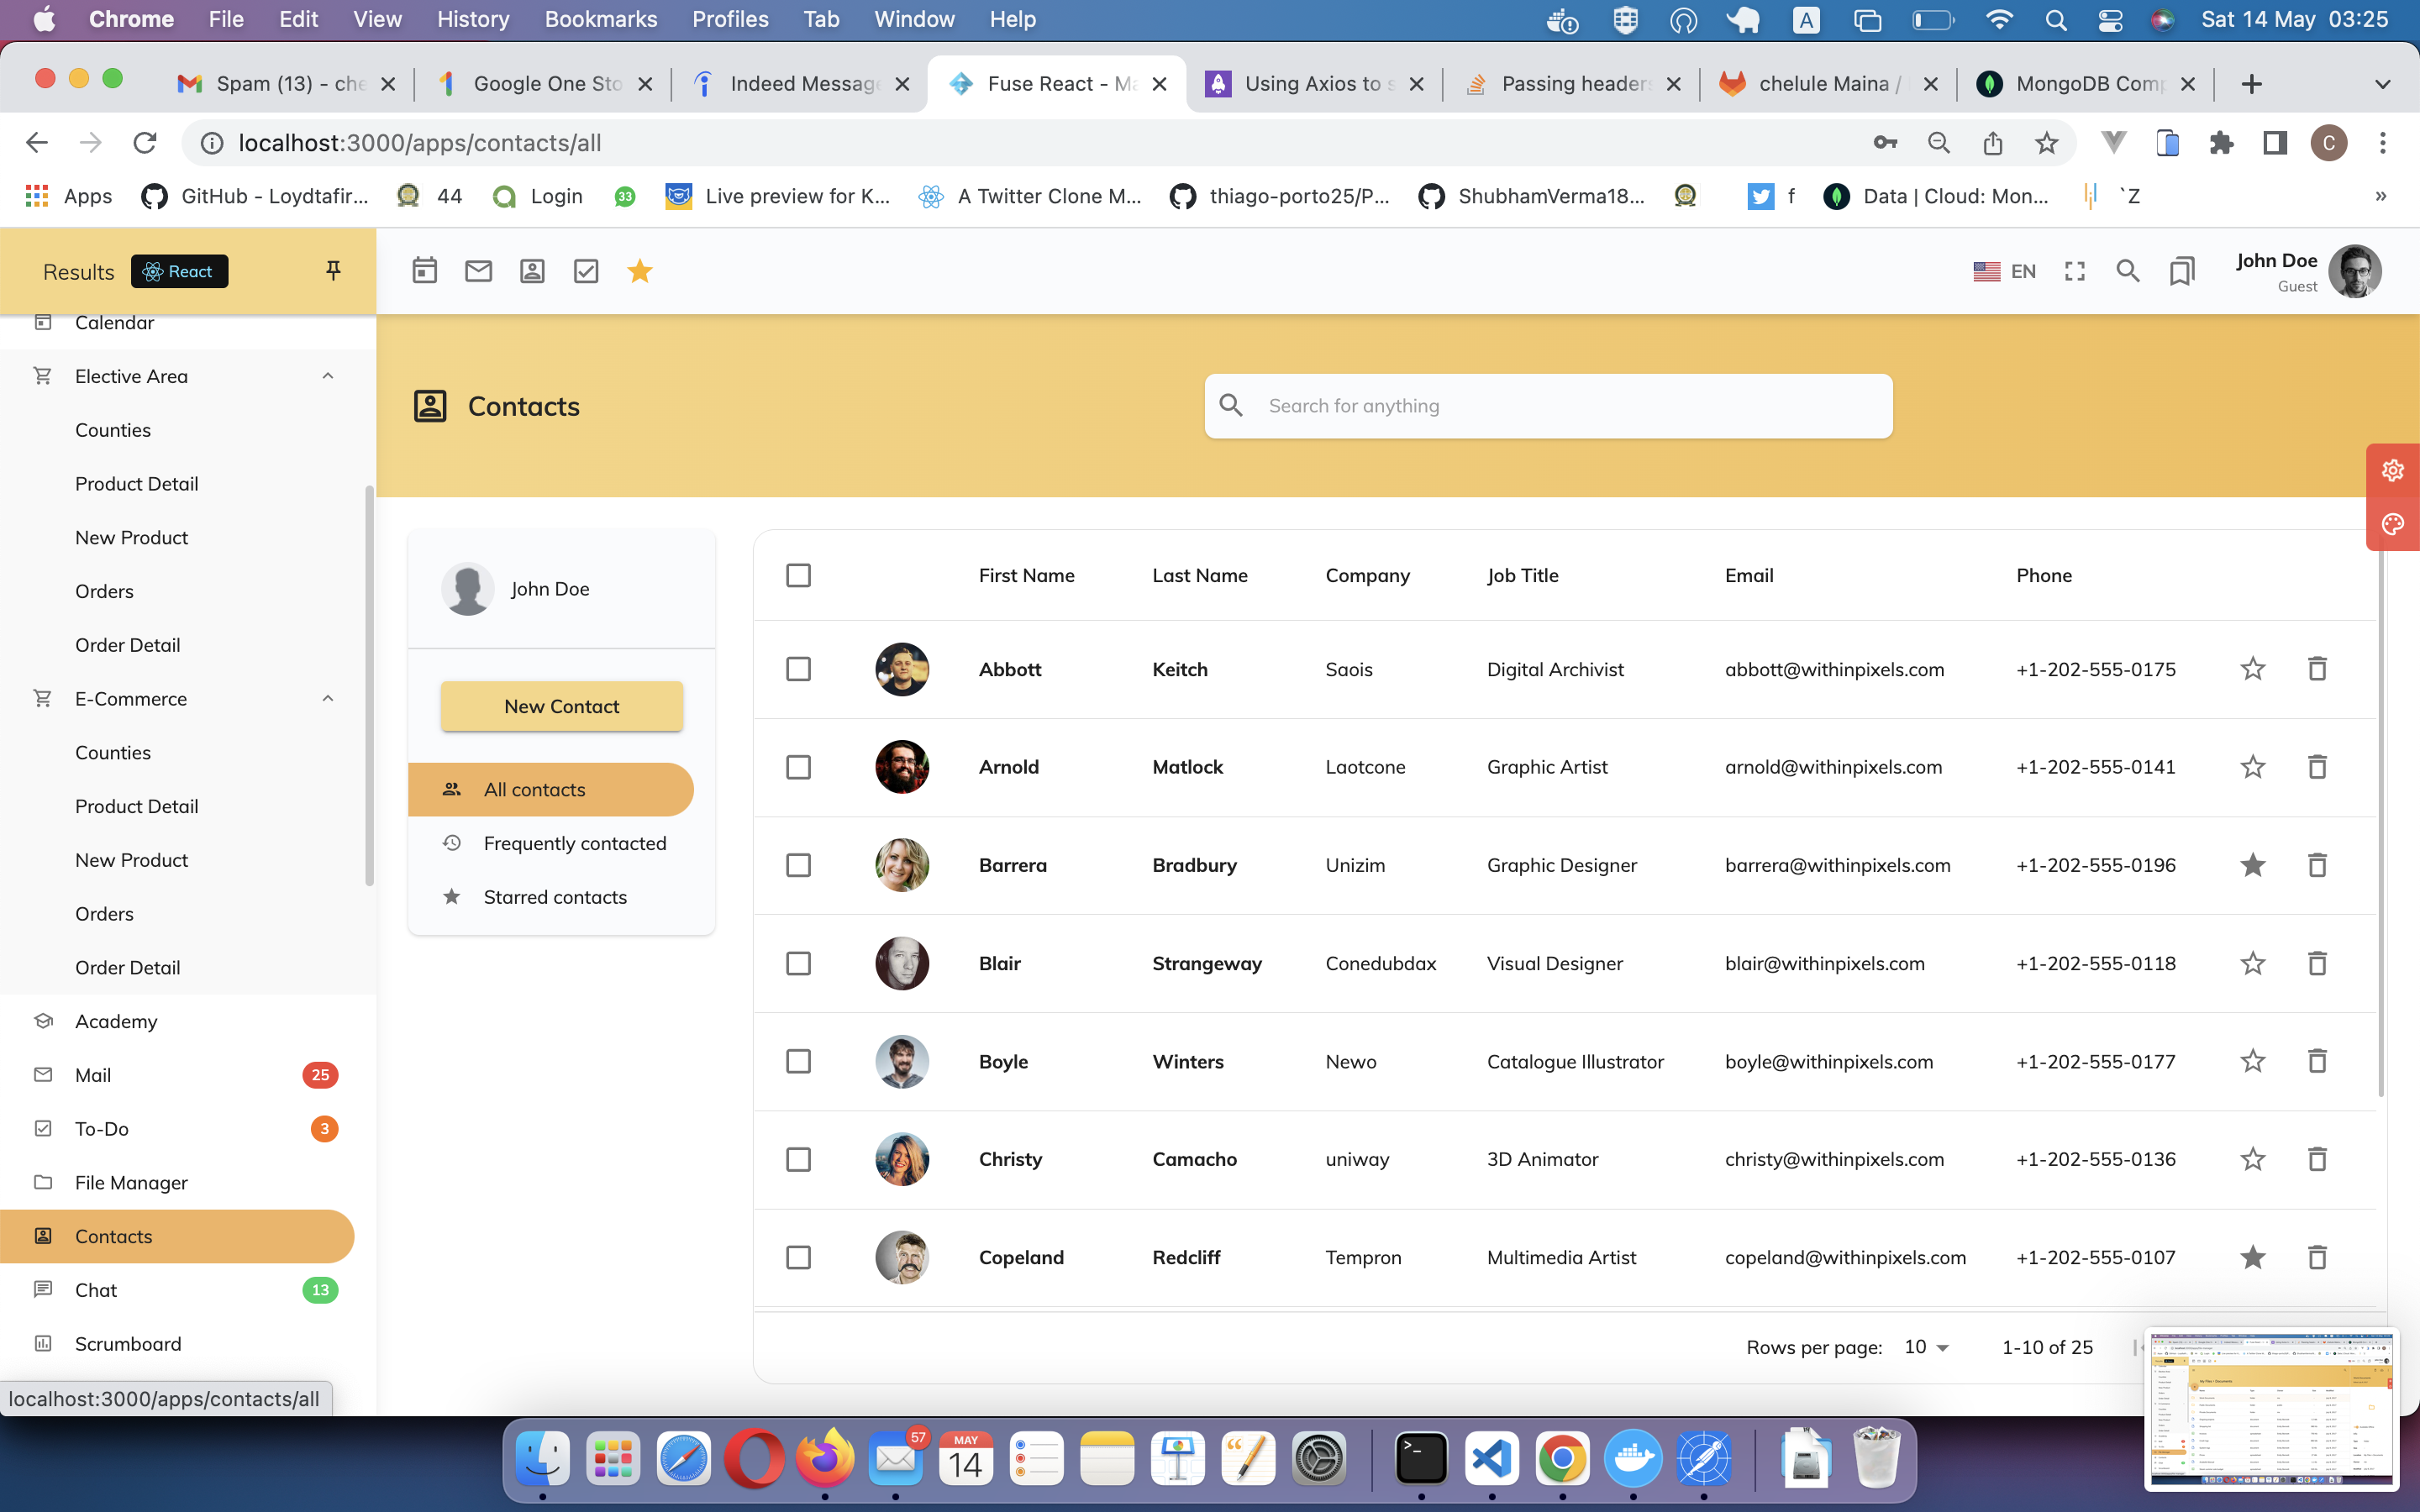 Chrome File Edit View History Bookmarks Profiles Tab Window Help A Sat 14 May 03:25
Spam (13) - che Google One Sto Indeed Message Fuse React - Ma Using Axios to s Passing headers chelule Maina / MongoDB Comp
localhost:3000/apps/contacts/all C
Apps GitHub - Loydtafir... 44 Login 33 Live preview for K... A Twitter Clone M... thiago-porto25/P... ShubhamVerma18... f Data | Cloud: Mon... `Z »
Results React EN John Doe
Guest
Calendar
Elective Area
Counties
Product Detail
New Product
Orders
Order Detail
E-Commerce
Counties
Product Detail
New Product
Orders
Order Detail
Academy
Mail 25
To-Do 3
File Manager
Contacts
Chat 13
Scrumboard
localhost:3000/apps/contacts/all
Contacts
Search for anything
John Doe
New Contact
All contacts
Frequently contacted
Starred contacts
First Name Last Name Company Job Title Email Phone
Abbott Keitch Saois Digital Archivist abbott@withinpixels.com +1-202-555-0175
Arnold Matlock Laotcone Graphic Artist arnold@withinpixels.com +1-202-555-0141
Barrera Bradbury Unizim Graphic Designer barrera@withinpixels.com +1-202-555-0196
Blair Strangeway Conedubdax Visual Designer blair@withinpixels.com +1-202-555-0118
Boyle Winters Newo Catalogue Illustrator boyle@withinpixels.com +1-202-555-0177
Christy Camacho uniway 3D Animator christy@withinpixels.com +1-202-555-0136
Copeland Redcliff Tempron Multimedia Artist copeland@withinpixels.com +1-202-555-0107
Rows per page: 10 1-10 of 25
57 MAY
14